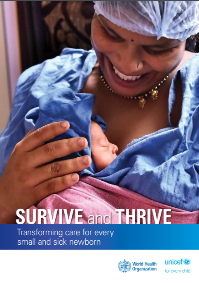 SURVIVE and THRIVE
Transforming care for every
small and sick newborn
World Health
Organization
unicef
for every child